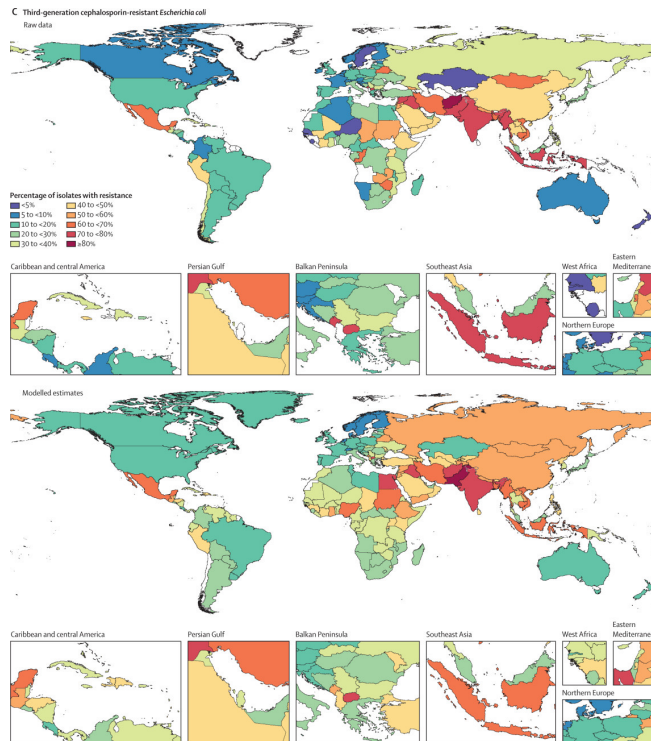 C Third-generation cephalosporin-resistant Escherichia coli
Raw data
Percentage of isolates with resistance
<5%
5 to <10%
10 to <20%
20 to <30%
30 to <40%
40 to <50%
50 to <60%
60 to <70%
70 to <80%
≥80%
Caribbean and central America
Persian Gulf
Balkan Peninsula
Southeast Asia
West Africa
Eastern
Mediterranean
Northern Europe
Modelled estimates
Caribbean and central America
Persian Gulf
Balkan Peninsula
Southeast Asia
West Africa
Eastern
Mediterranean
Northern Europe